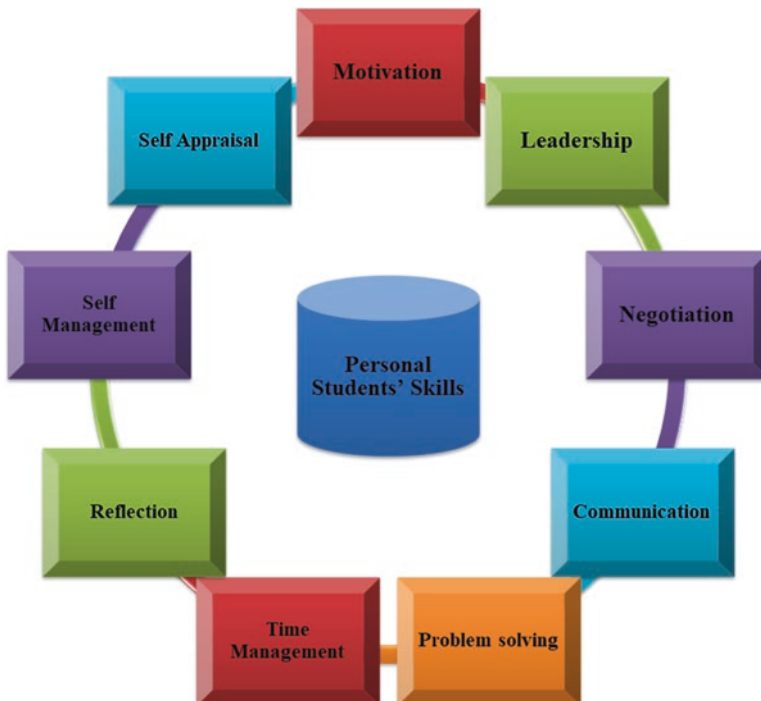 Motivation
Self Appraisal
Leadership
Self
Management
Negotiation
Personal
Students’ Skills
Reflection
Communication
Time
Management
Problem solving